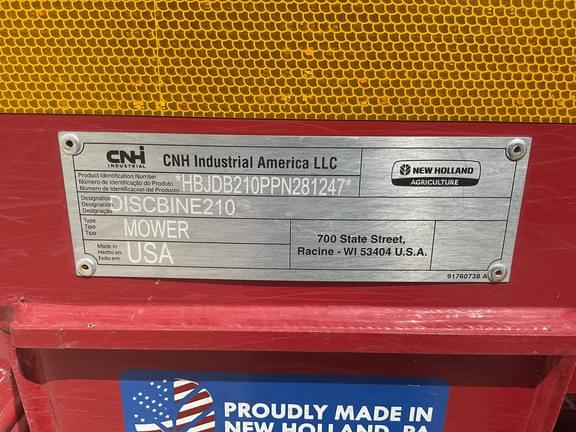 CNH
INDUSTRIAL
CNH Industrial America LLC
Product Identification Number
Número de Identificação do Produto
Número de Identificación del Producto
*HBJDB210PPN281247*
NEW HOLLAND
AGRICULTURE
Designation
Designación
Designação
DISCBINE210
Type
Tipo
Tipo
MOWER
Made in
Hecho en
Feito em
USA
700 State Street,
Racine - WI 53404 U.S.A.
91760738 A
PROUDLY MADE IN
NEW HOLLAND, PA